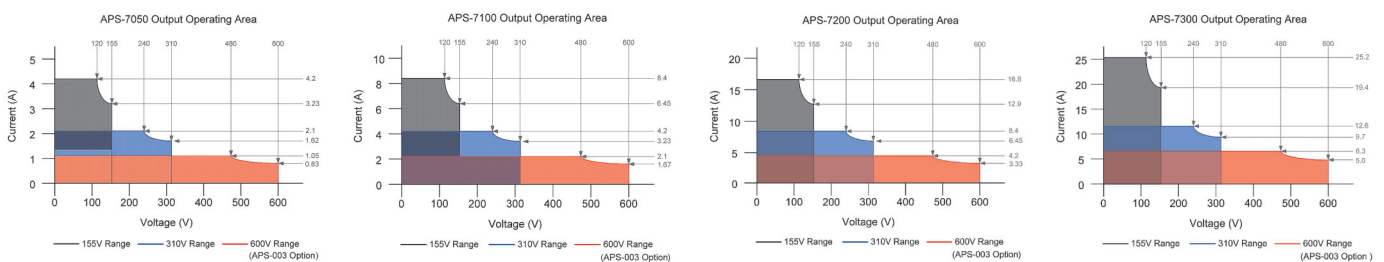 APS-7050 Output Operating Area
120 155 240 310 480 600
5
4
3
2
1
0
Current (A)
4.2
3.23
2.1
1.62
1.05
0.83
0 100 200 300 400 500 600
Voltage (V)
155V Range 310V Range 600V Range
(APS-003 Option)
APS-7100 Output Operating Area
120 155 240 310 480 600
10
8
6
4
2
0
Current (A)
8.4
6.45
4.2
3.23
2.1
1.67
0 100 200 300 400 500 600
Voltage (V)
155V Range 310V Range 600V Range
(APS-003 Option)
APS-7200 Output Operating Area
120 155 240 310 480 600
20
15
10
5
0
Current (A)
16.8
12.9
8.4
6.45
4.2
3.33
0 100 200 300 400 500 600
Voltage (V)
155V Range 310V Range 600V Range
(APS-003 Option)
APS-7300 Output Operating Area
120 155 240 310 480 600
25
20
15
10
5
0
Current (A)
25.2
19.4
12.6
9.7
6.3
5.0
0 100 200 300 400 500 600
Voltage (V)
155V Range 310V Range 600V Range
(APS-003 Option )